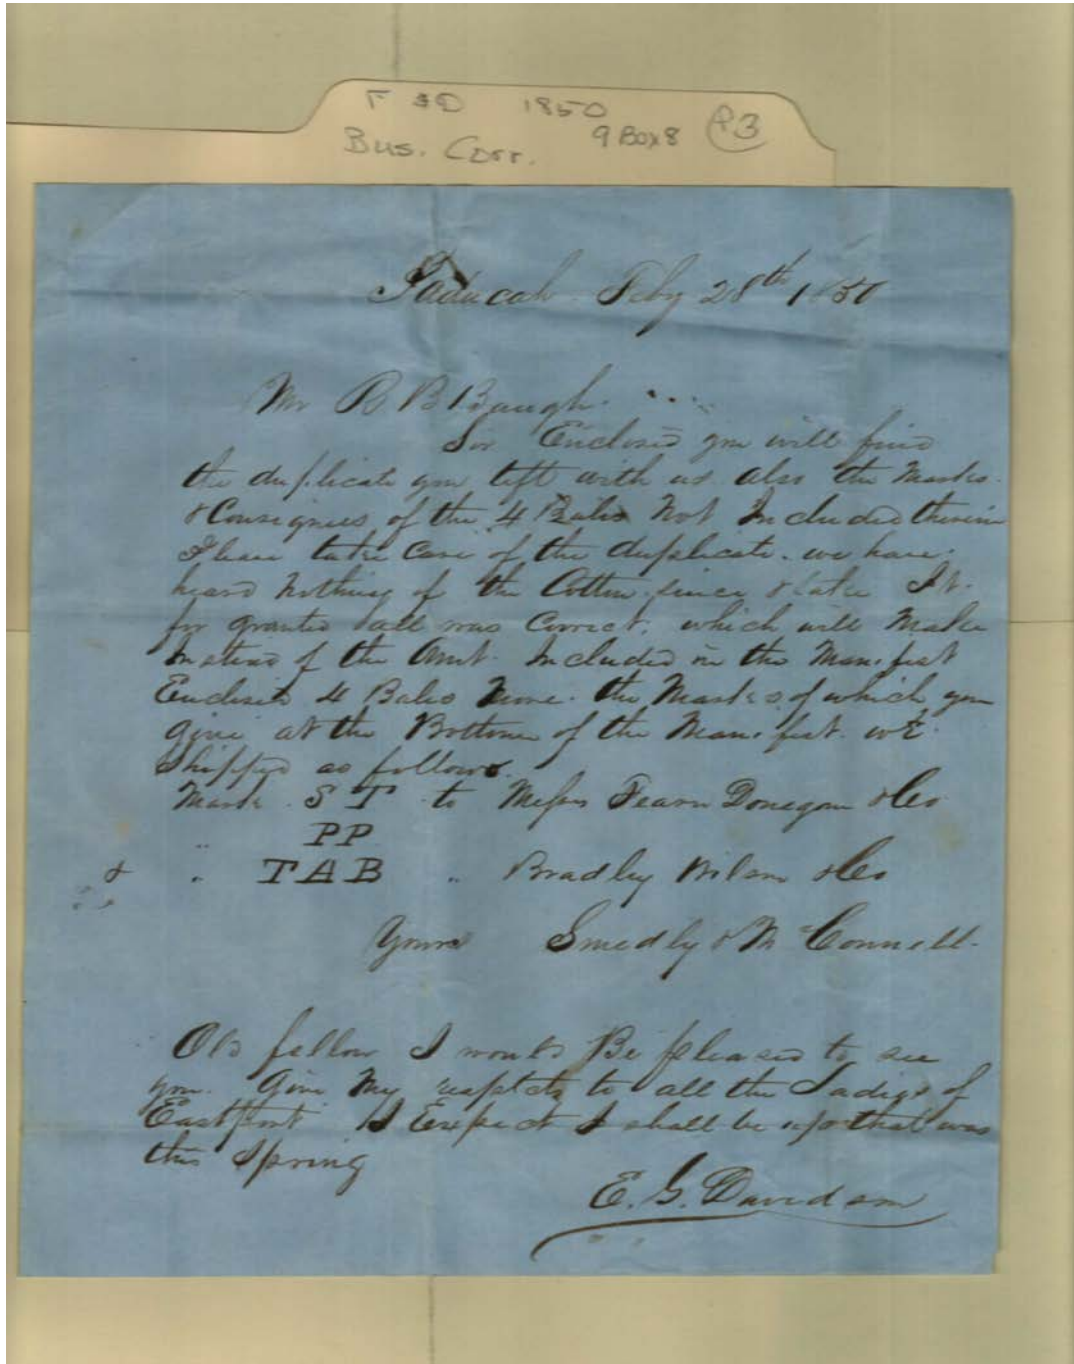 F & D 1850
9 Box 8 P3
Bus. Corr.
Paducah Feby 28th 1850
Mr R B Baugh
Sir Enclosed you will find
the duplicate you left with us also the Marks
& Consignees of the 4 Bales Not Included therein
Please take Care of the duplicate. we have
heard nothing of the Cotton since & take It
for granted all was Correct. which will Make
Instead of the Amt. Included in the Manifest
Enclosed 4 Bales More. the Marks of which you
give at the Bottom of the Manifest. wE
Shipped as follows.
Mark. S T to Messrs Fearn Donegan & Co
" PP
& " TAB " Bradley Wilson & Co
Yours Smedly & McConnell
Old fellow I would Be pleased to see
you. Give My respects to all the Ladies of
Eastport I Expect I shall be up that way
this Spring
E. G. Davidson